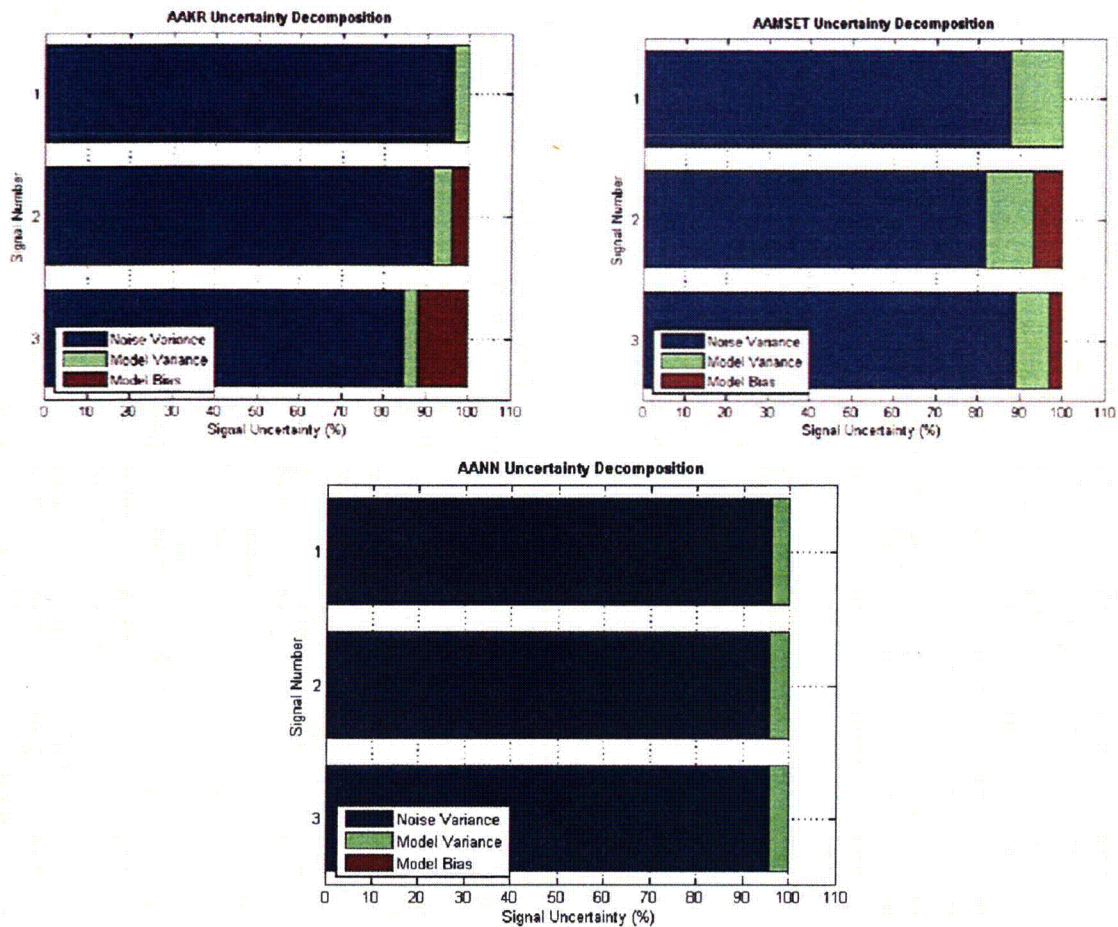 AAKR Uncertainty Decomposition
Signal Number
1
2
3
Noise Variance
Model Variance
Model Bias
0 10 20 30 40 50 60 70 80 90 100 110
Signal Uncertainty (%)
AAMSET Uncertainty Decomposition
Signal Number
1
2
3
Noise Variance
Model Variance
Model Bias
0 10 20 30 40 50 60 70 80 90 100 110
Signal Uncertainty (%)
AANN Uncertainty Decomposition
Signal Number
1
2
3
Noise Variance
Model Variance
Model Bias
0 10 20 30 40 50 60 70 80 90 100 110
Signal Uncertainty (%)